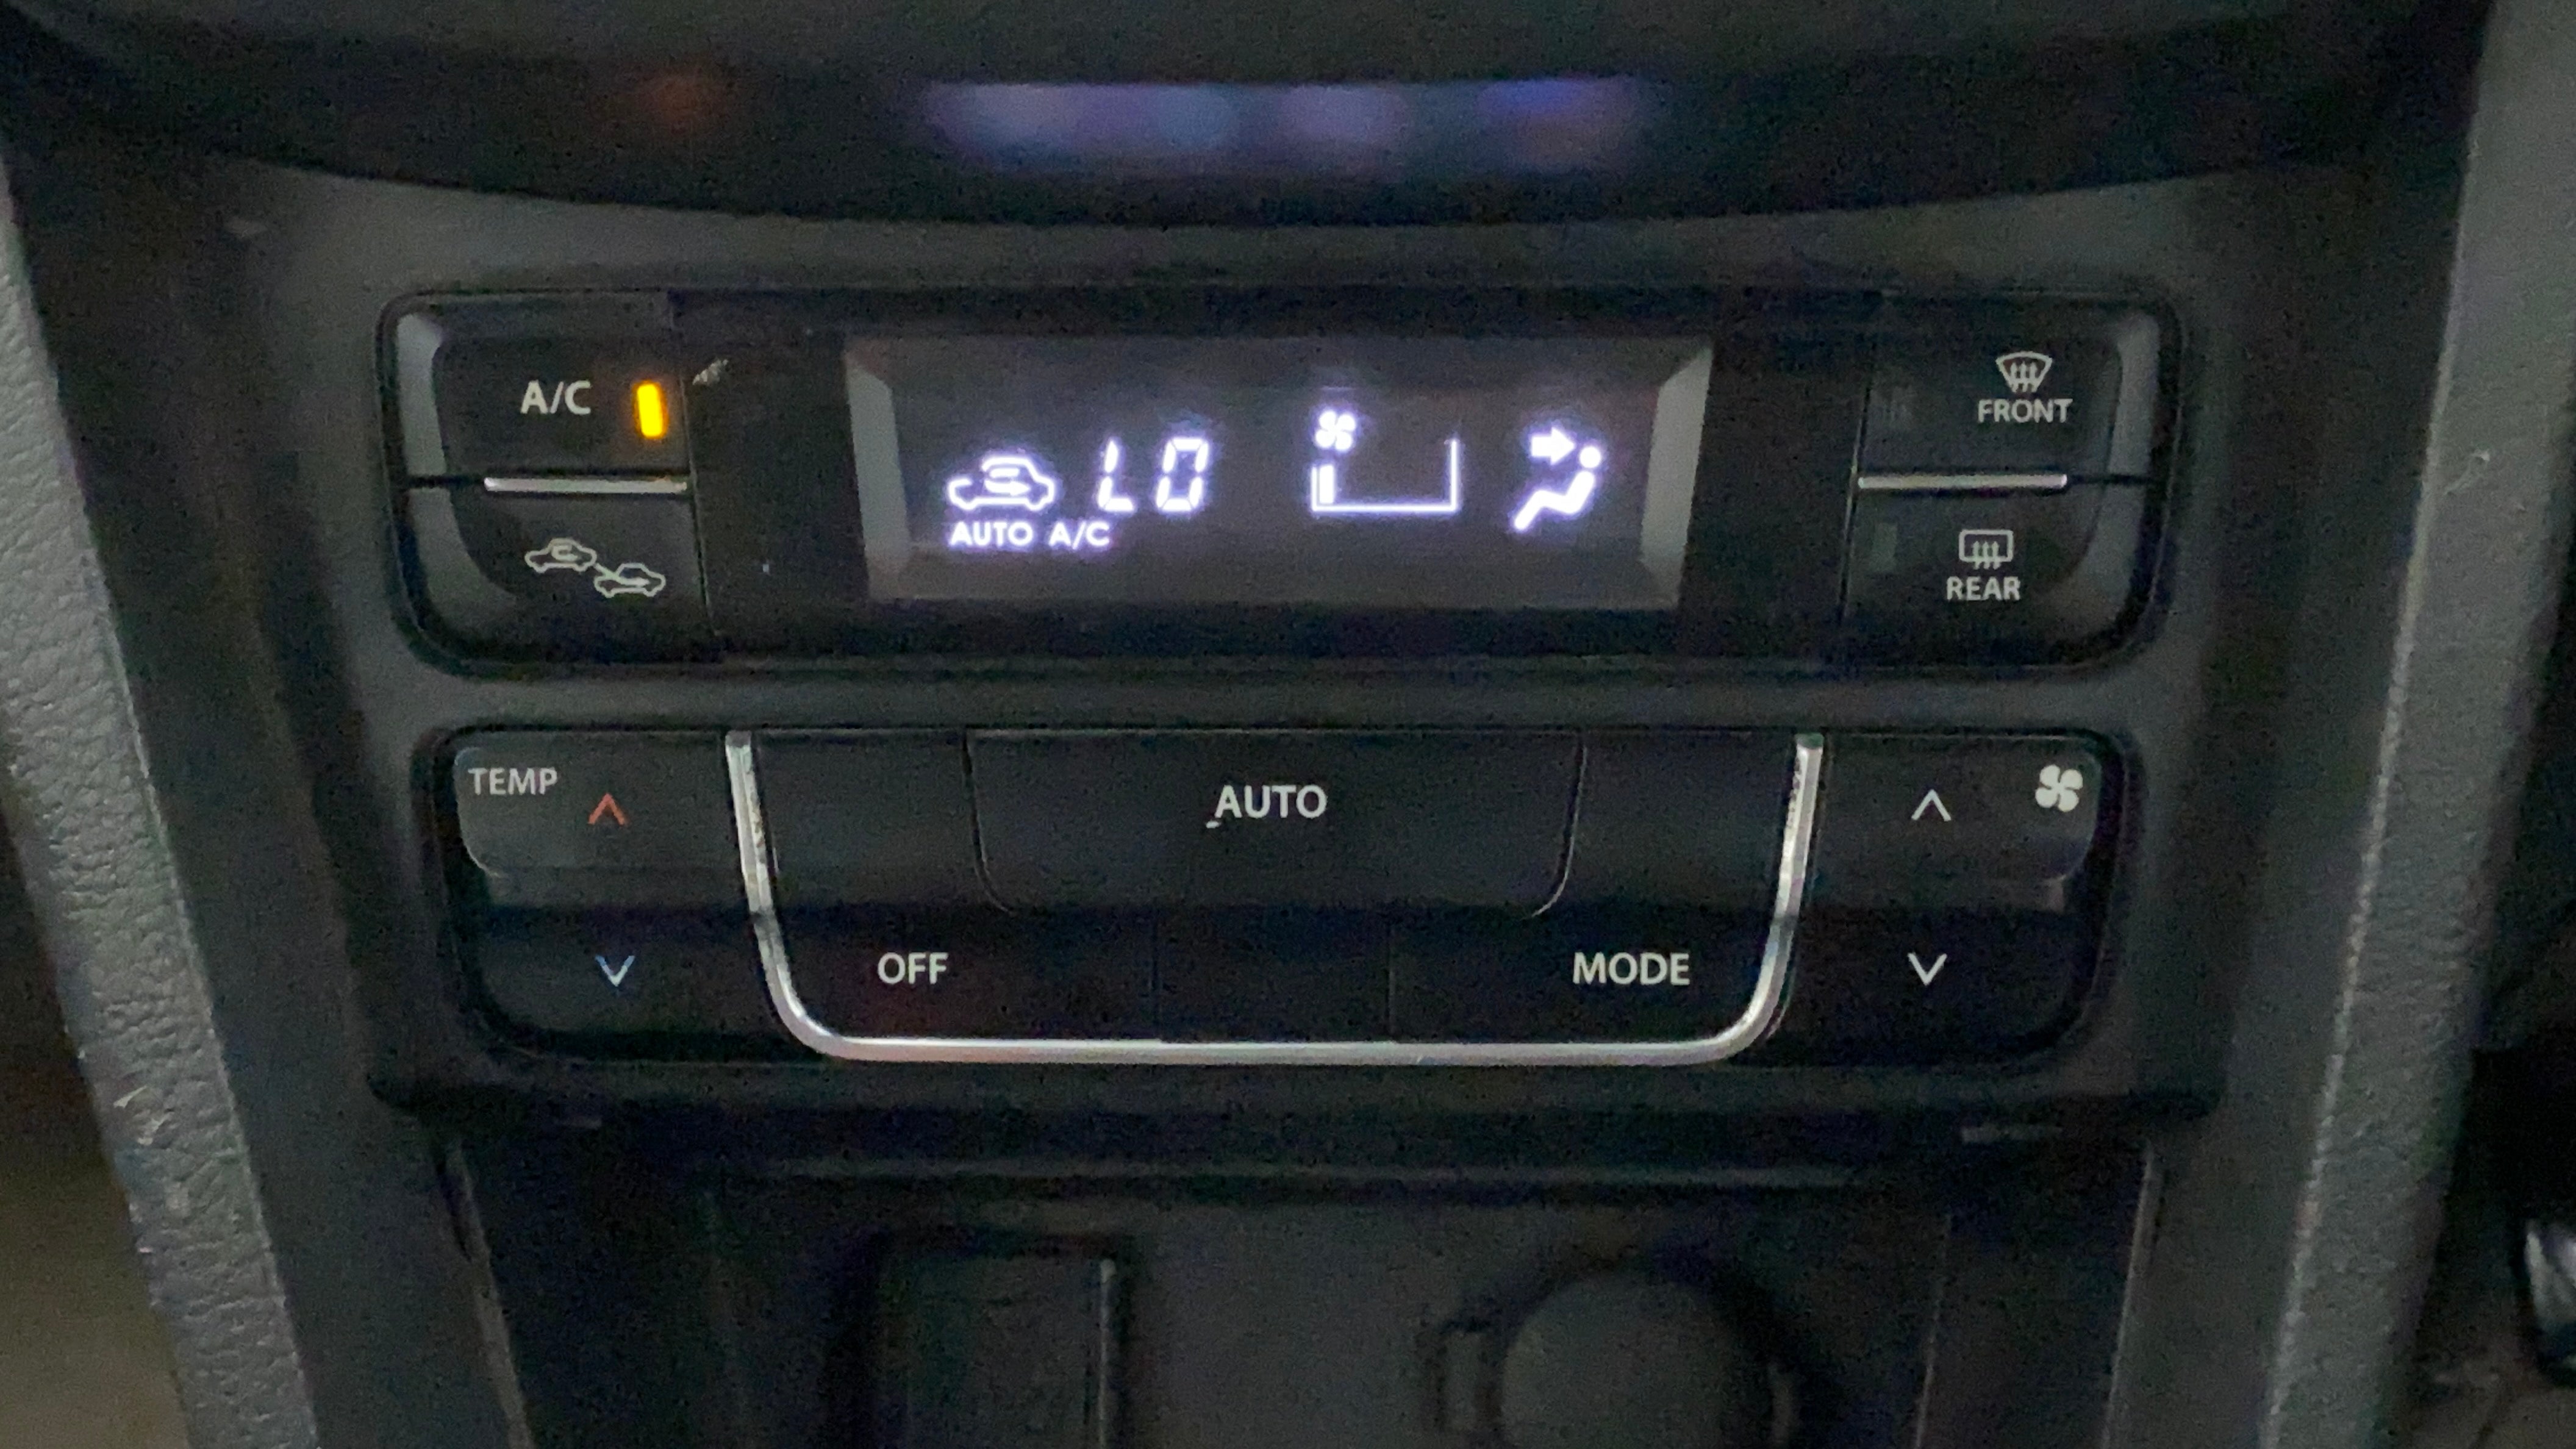 A/C
LO
AUTO A/C
FRONT
REAR
TEMP
AUTO
OFF
MODE